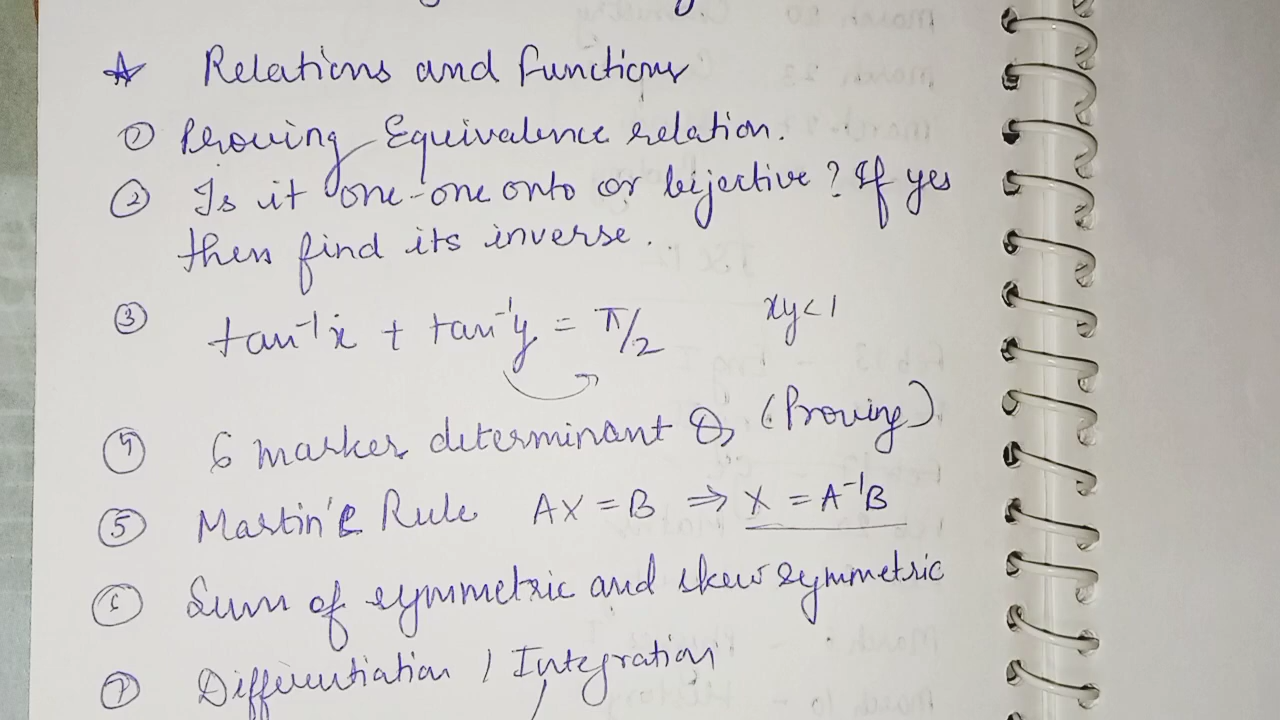 ☆ Relations and functions
① Proving Equivalence relation.
② Is it one-one onto or bijective? If yes
then find its inverse..
③ tan⁻¹x + tan⁻¹y = π/2 xy<1
④ 6 marker determinant Q, (Proving)
⑤ Martin's Rule AX = B ⇒ X = A⁻¹B
⑥ Sum of symmetric and skew symmetric
⑦ Differentiation / Integration